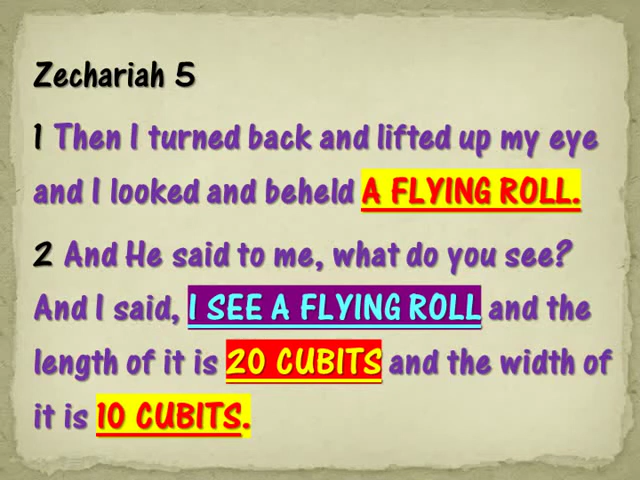 Zechariah 5
1 Then I turned back and lifted up my eye
and I looked and beheld A FLYING ROLL.
2 And He said to me, what do you see?
And I said, I SEE A FLYING ROLL and the
length of it is 20 CUBITS and the width of
it is 10 CUBITS.